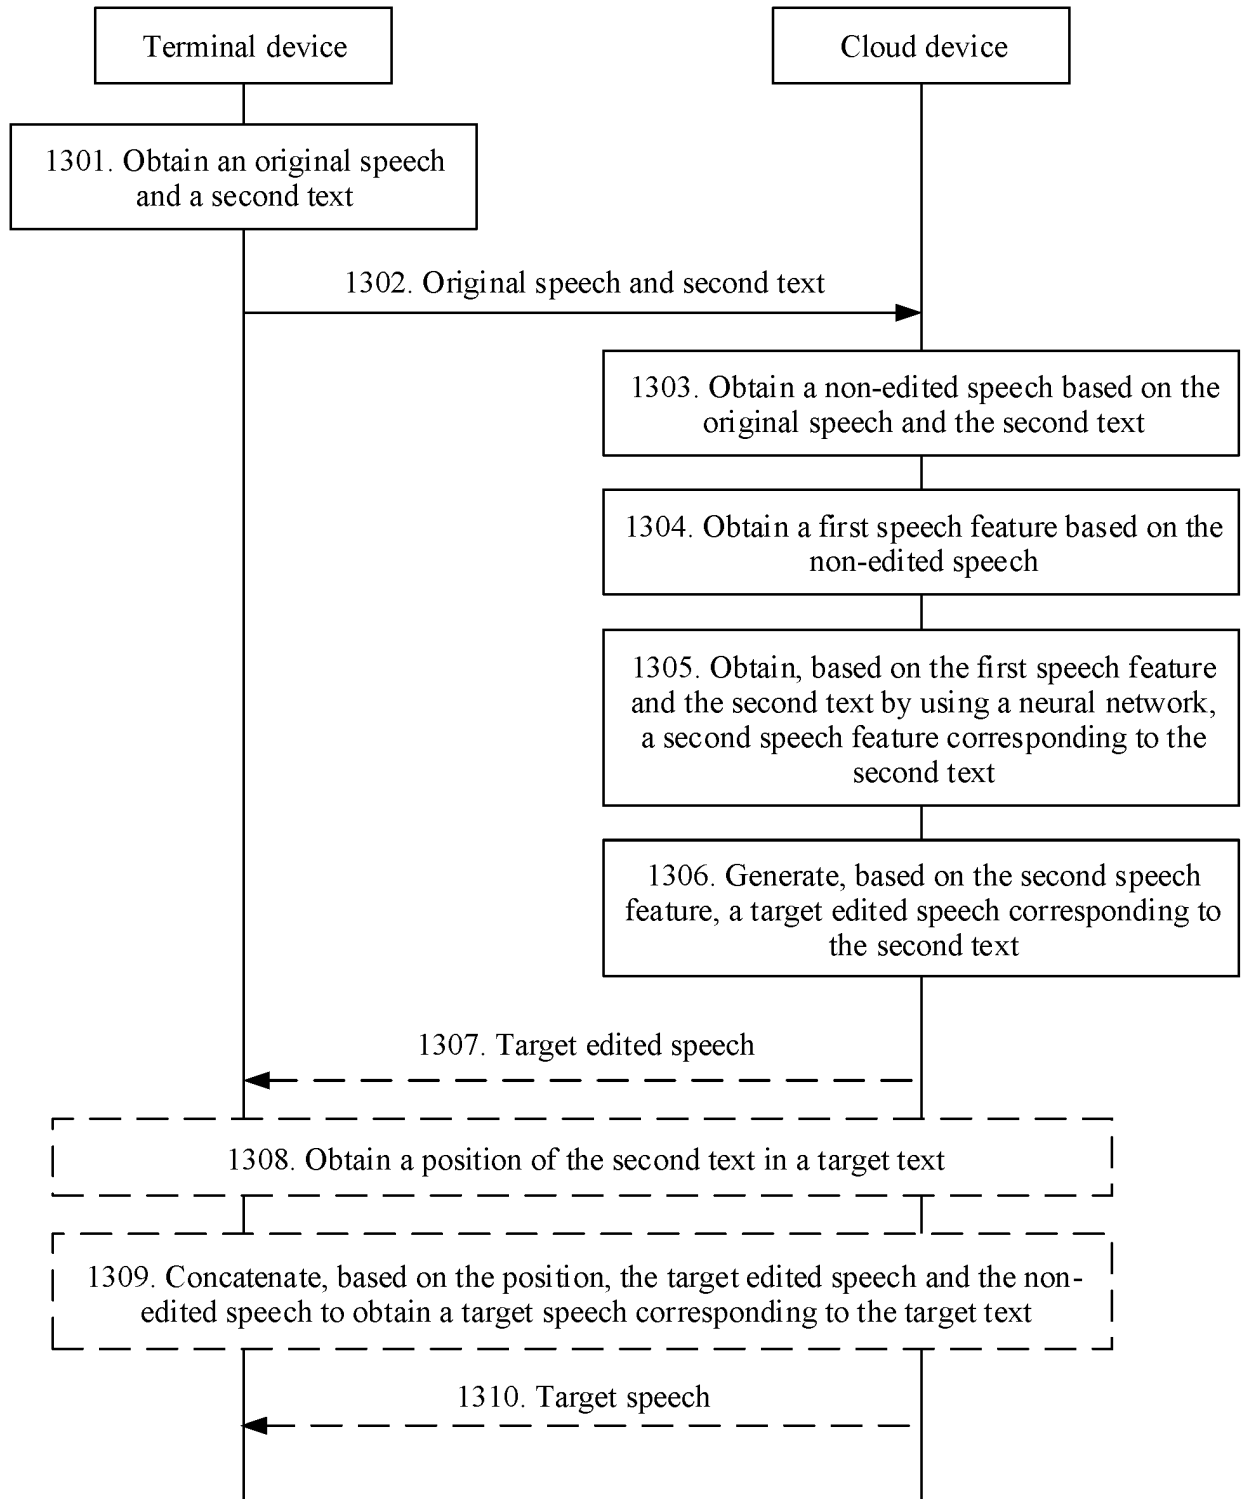 Terminal device
Cloud device
1301. Obtain an original speech
and a second text
1302. Original speech and second text
1303. Obtain a non-edited speech based on the
original speech and the second text
1304. Obtain a first speech feature based on the
non-edited speech
1305. Obtain, based on the first speech feature
and the second text by using a neural network,
a second speech feature corresponding to the
second text
1306. Generate, based on the second speech
feature, a target edited speech corresponding to
the second text
1307. Target edited speech
1308. Obtain a position of the second text in a target text
1309. Concatenate, based on the position, the target edited speech and the non-
edited speech to obtain a target speech corresponding to the target text
1310. Target speech